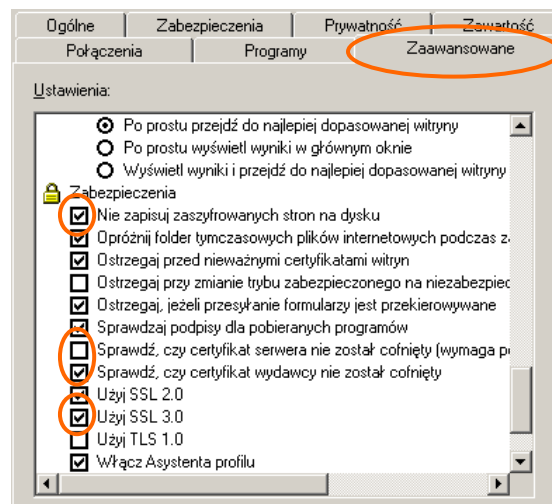 Ogólne Zabezpieczenia Prywatność Zawartość
Połączenia Programy Zaawansowane
Ustawienia:
Po prostu przejdź do najlepiej dopasowanej witryny
Po prostu wyświetl wyniki w głównym oknie
Wyświetl wyniki i przejdź do najlepiej dopasowanej witryny
Zabezpieczenia
Nie zapisuj zaszyfrowanych stron na dysku
Opróżnij folder tymczasowych plików internetowych podczas z
Ostrzegaj przed nieważnymi certyfikatami witryn
Ostrzegaj przy zmianie trybu zabezpieczonego na niezabezpiec
Ostrzegaj, jeżeli przesyłanie formularzy jest przekierowywane
Sprawdzaj podpisy dla pobieranych programów
Sprawdź, czy certyfikat serwera nie został cofnięty (wymaga p
Sprawdź, czy certyfikat wydawcy nie został cofnięty
Użyj SSL 2.0
Użyj SSL 3.0
Użyj TLS 1.0
Włącz Asystenta profilu